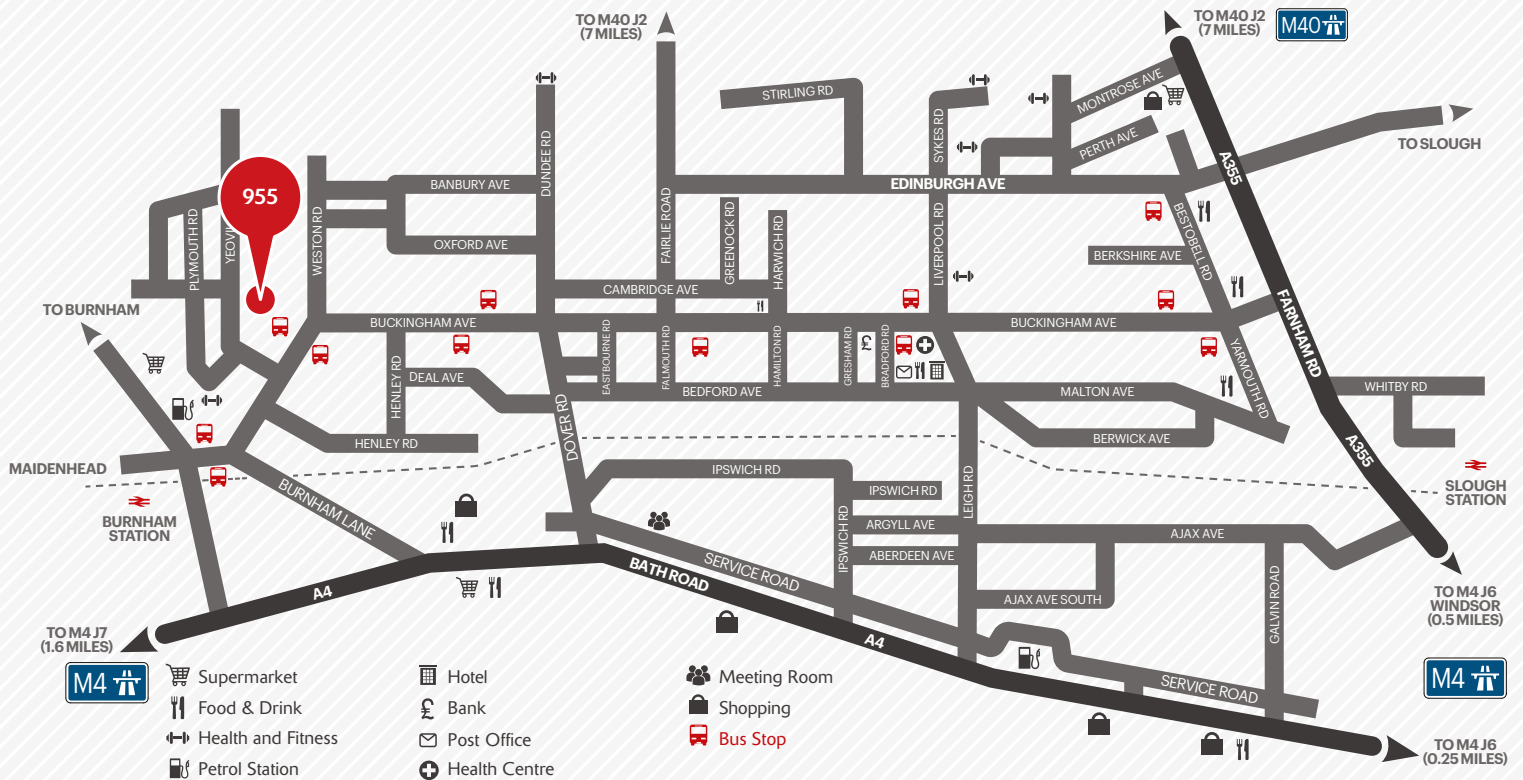 TO M40 J2
(7 MILES)
TO M40 J2
(7 MILES)
M40
STIRLING RD
MONTROSE AVE
PERTH AVE
SYKES RD
DUNDEE RD
TO SLOUGH
A355
955
BANBURY AVE
EDINBURGH AVE
PLYMOUTH RD
WESTON RD
OXFORD AVE
FAIRLIE ROAD
GREENOCK RD
HARWICH RD
LIVERPOOL RD
BESTOBELL RD
BERKSHIRE AVE
CAMBRIDGE AVE
TO BURNHAM
BUCKINGHAM AVE
BUCKINGHAM AVE
FARNHAM RD
EASTBOURNE RD
FALMOUTH RD
HAMILTON RD
GRESHAM RD
BRADFORD RD
YARMOUTH RD
HENLEY RD
DEAL AVE
BEDFORD AVE
MALTON AVE
WHITBY RD
DOVER RD
HENLEY RD
BERWICK AVE
A355
MAIDENHEAD
BURNHAM
STATION
BURNHAM LANE
IPSWICH RD
IPSWICH RD
IPSWICH RD
LEIGH RD
SLOUGH
STATION
ARGYLL AVE
ABERDEEN AVE
AJAX AVE
AJAX AVE SOUTH
GALVIN ROAD
SERVICE ROAD
BATH ROAD
A4
A4
TO M4 J7
(1.6 MILES)
M4
TO M4 J6
WINDSOR
(0.5 MILES)
M4
SERVICE ROAD
TO M4 J6
(0.25 MILES)
Supermarket
Food & Drink
Health and Fitness
Petrol Station
Hotel
£ Bank
Post Office
Health Centre
Meeting Room
Shopping
Bus Stop
£